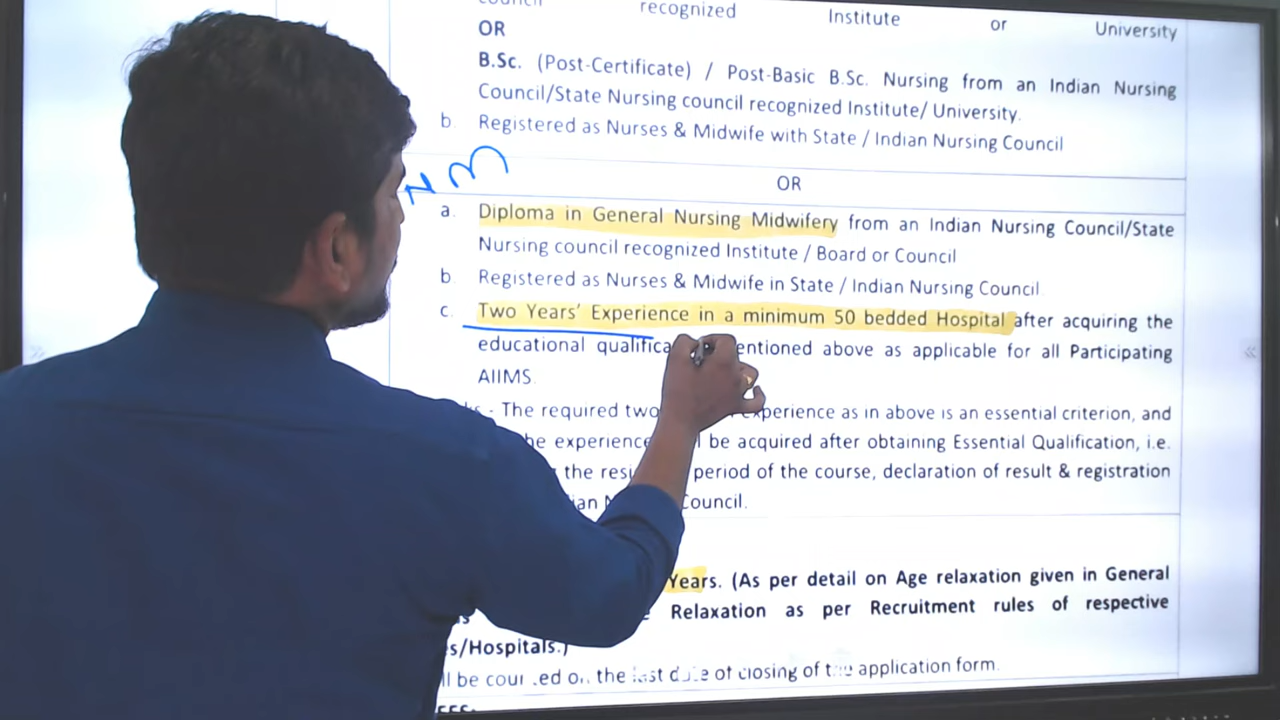 recognized Institute or University
OR
B.Sc. (Post-Certificate) / Post-Basic B.Sc. Nursing from an Indian Nursing
Council/State Nursing council recognized Institute/ University.
b. Registered as Nurses & Midwife with State / Indian Nursing Council
NM
OR
a. Diploma in General Nursing Midwifery from an Indian Nursing Council/State
Nursing council recognized Institute / Board or Council
b. Registered as Nurses & Midwife in State / Indian Nursing Council.
c. Two Years' Experience in a minimum 50 bedded Hospital after acquiring the
educational mentioned above as applicable for all Participating
AIIMS.
- The required two experience as in above is an essential criterion, and
experience be acquired after obtaining Essential Qualification, i.e.
the period of the course, declaration of result & registration
Council.
Years. (As per detail on Age relaxation given in General
Relaxation as per Recruitment rules of respective
/Hospitals.)
be on the last date of closing of the application form.